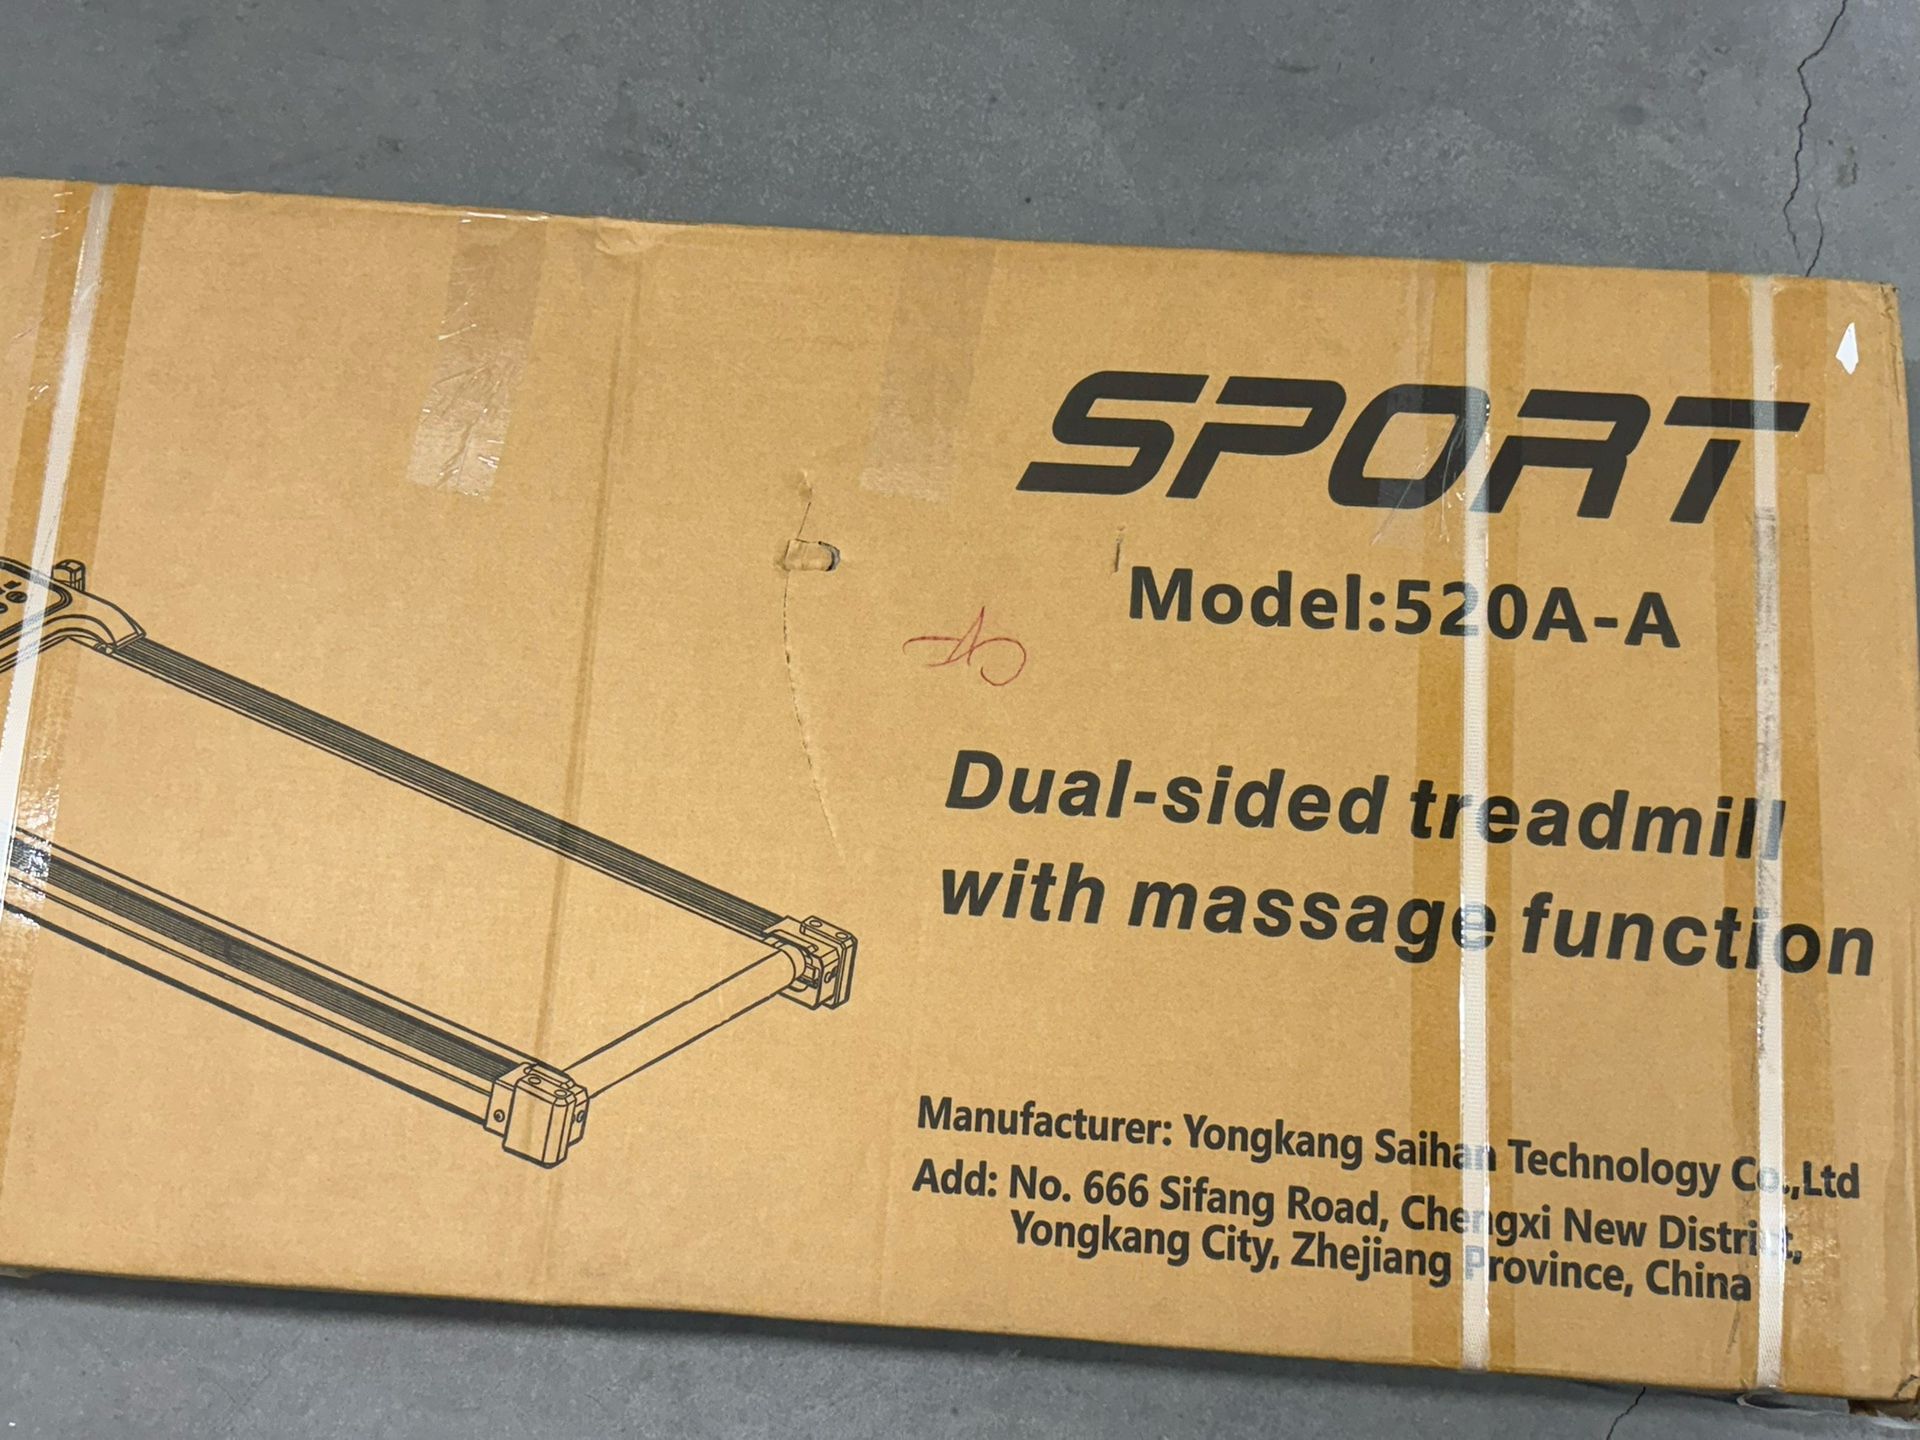 SPORT
Model:520A-A
Dual-sided treadmill
with massage function
Manufacturer: Yongkang Saihan Technology Co.,Ltd
Add: No. 666 Sifang Road, Chengxi New District,
Yongkang City, Zhejiang Province, China